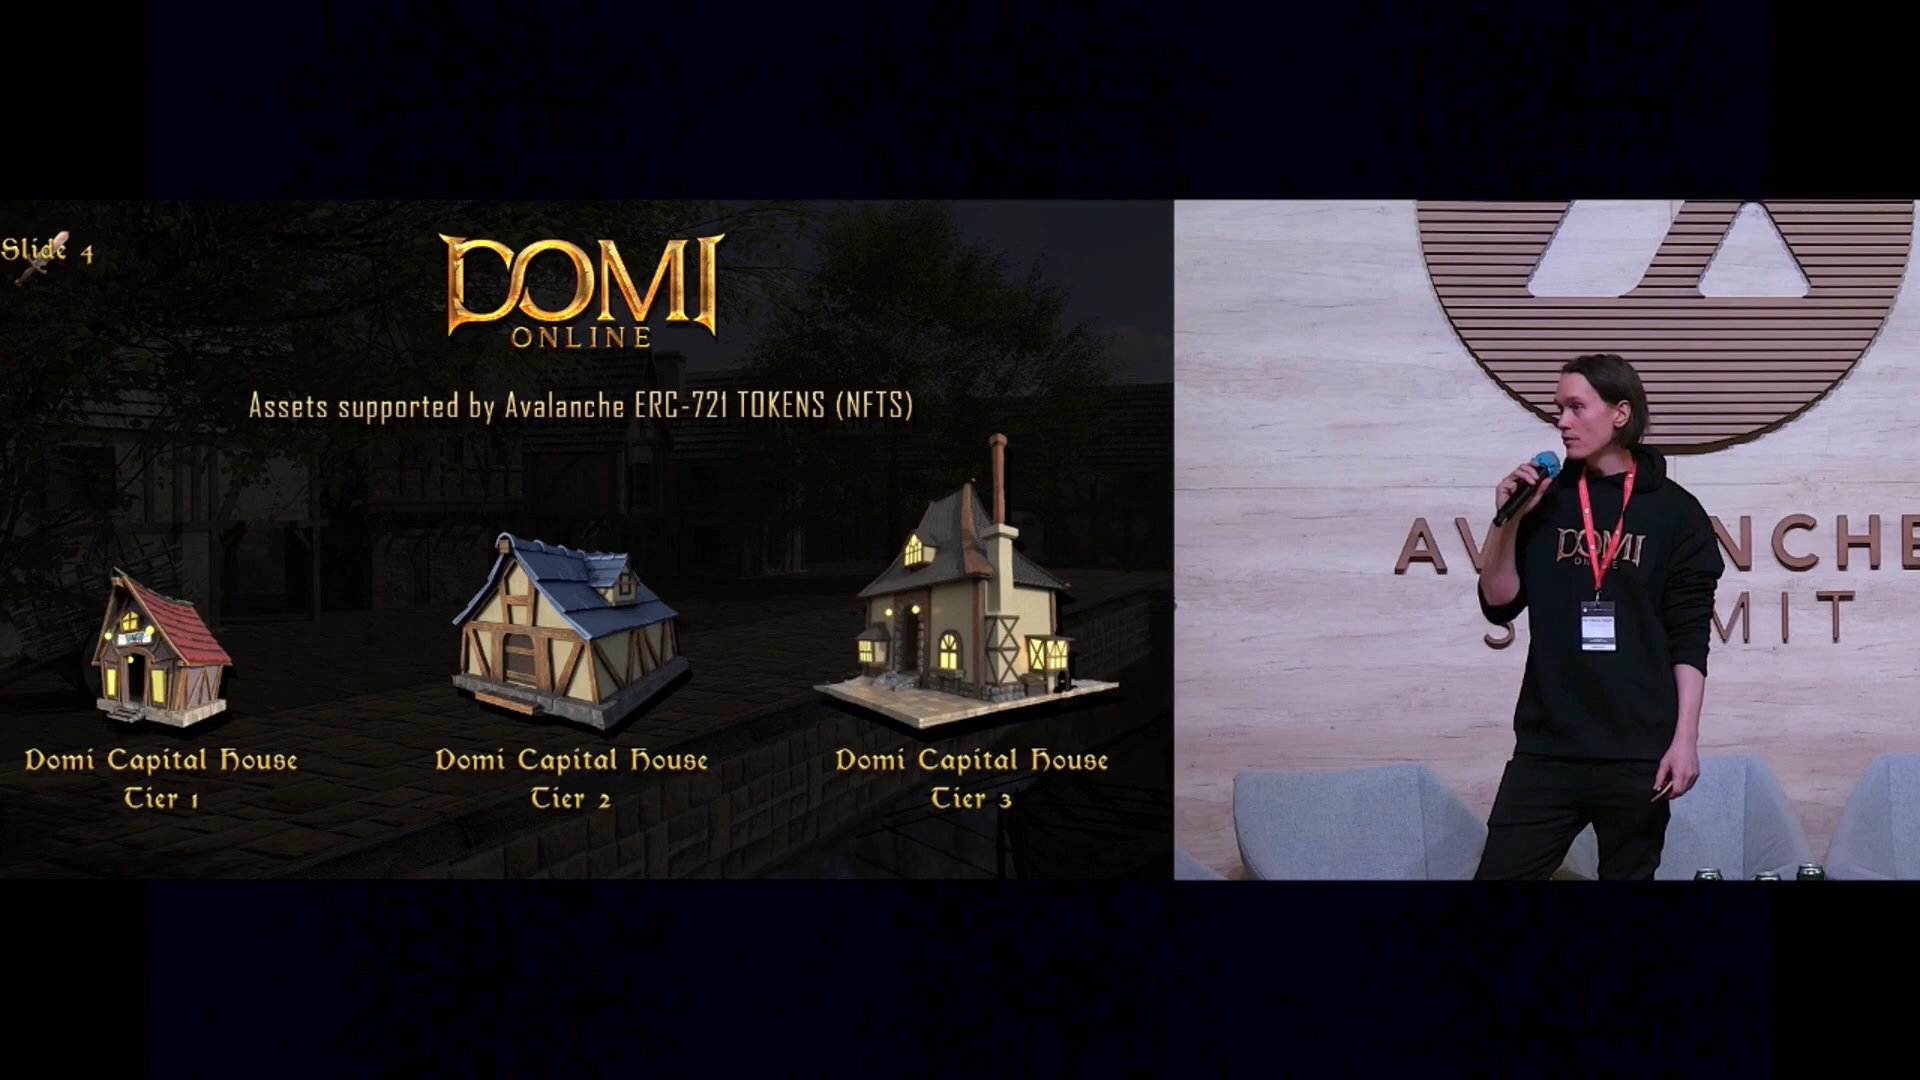 Slide 4
DOMI
ONLINE
Assets supported by Avalanche ERC-721 TOKENS (NFTS)
Domi Capital House
Tier 1
Domi Capital House
Tier 2
Domi Capital House
Tier 3
AV NCHE
S MIT
DOMI